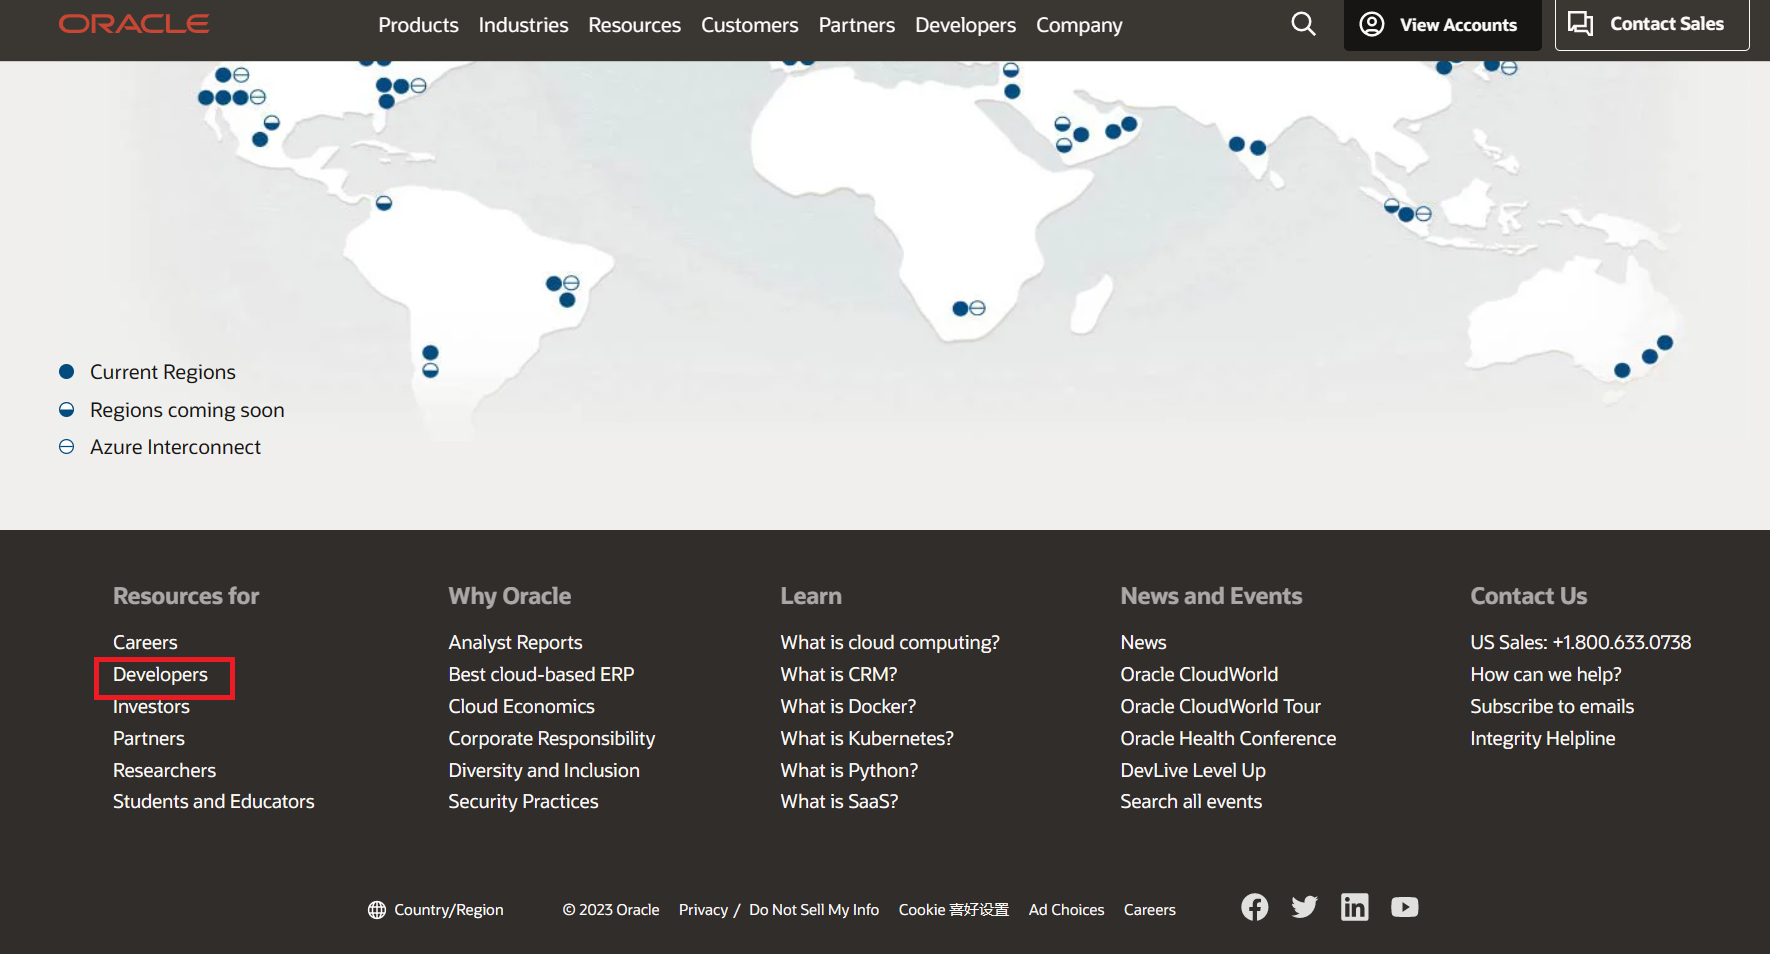 ORACLE
Products Industries Resources Customers Partners Developers Company
View Accounts
Contact Sales
Current Regions
Regions coming soon
Azure Interconnect
Resources for
Careers
Developers
Investors
Partners
Researchers
Students and Educators
Why Oracle
Analyst Reports
Best cloud-based ERP
Cloud Economics
Corporate Responsibility
Diversity and Inclusion
Security Practices
Learn
What is cloud computing?
What is CRM?
What is Docker?
What is Kubernetes?
What is Python?
What is SaaS?
News and Events
News
Oracle CloudWorld
Oracle CloudWorld Tour
Oracle Health Conference
DevLive Level Up
Search all events
Contact Us
US Sales: +1.800.633.0738
How can we help?
Subscribe to emails
Integrity Helpline
Country/Region © 2023 Oracle Privacy / Do Not Sell My Info Cookie 喜好设置 Ad Choices Careers